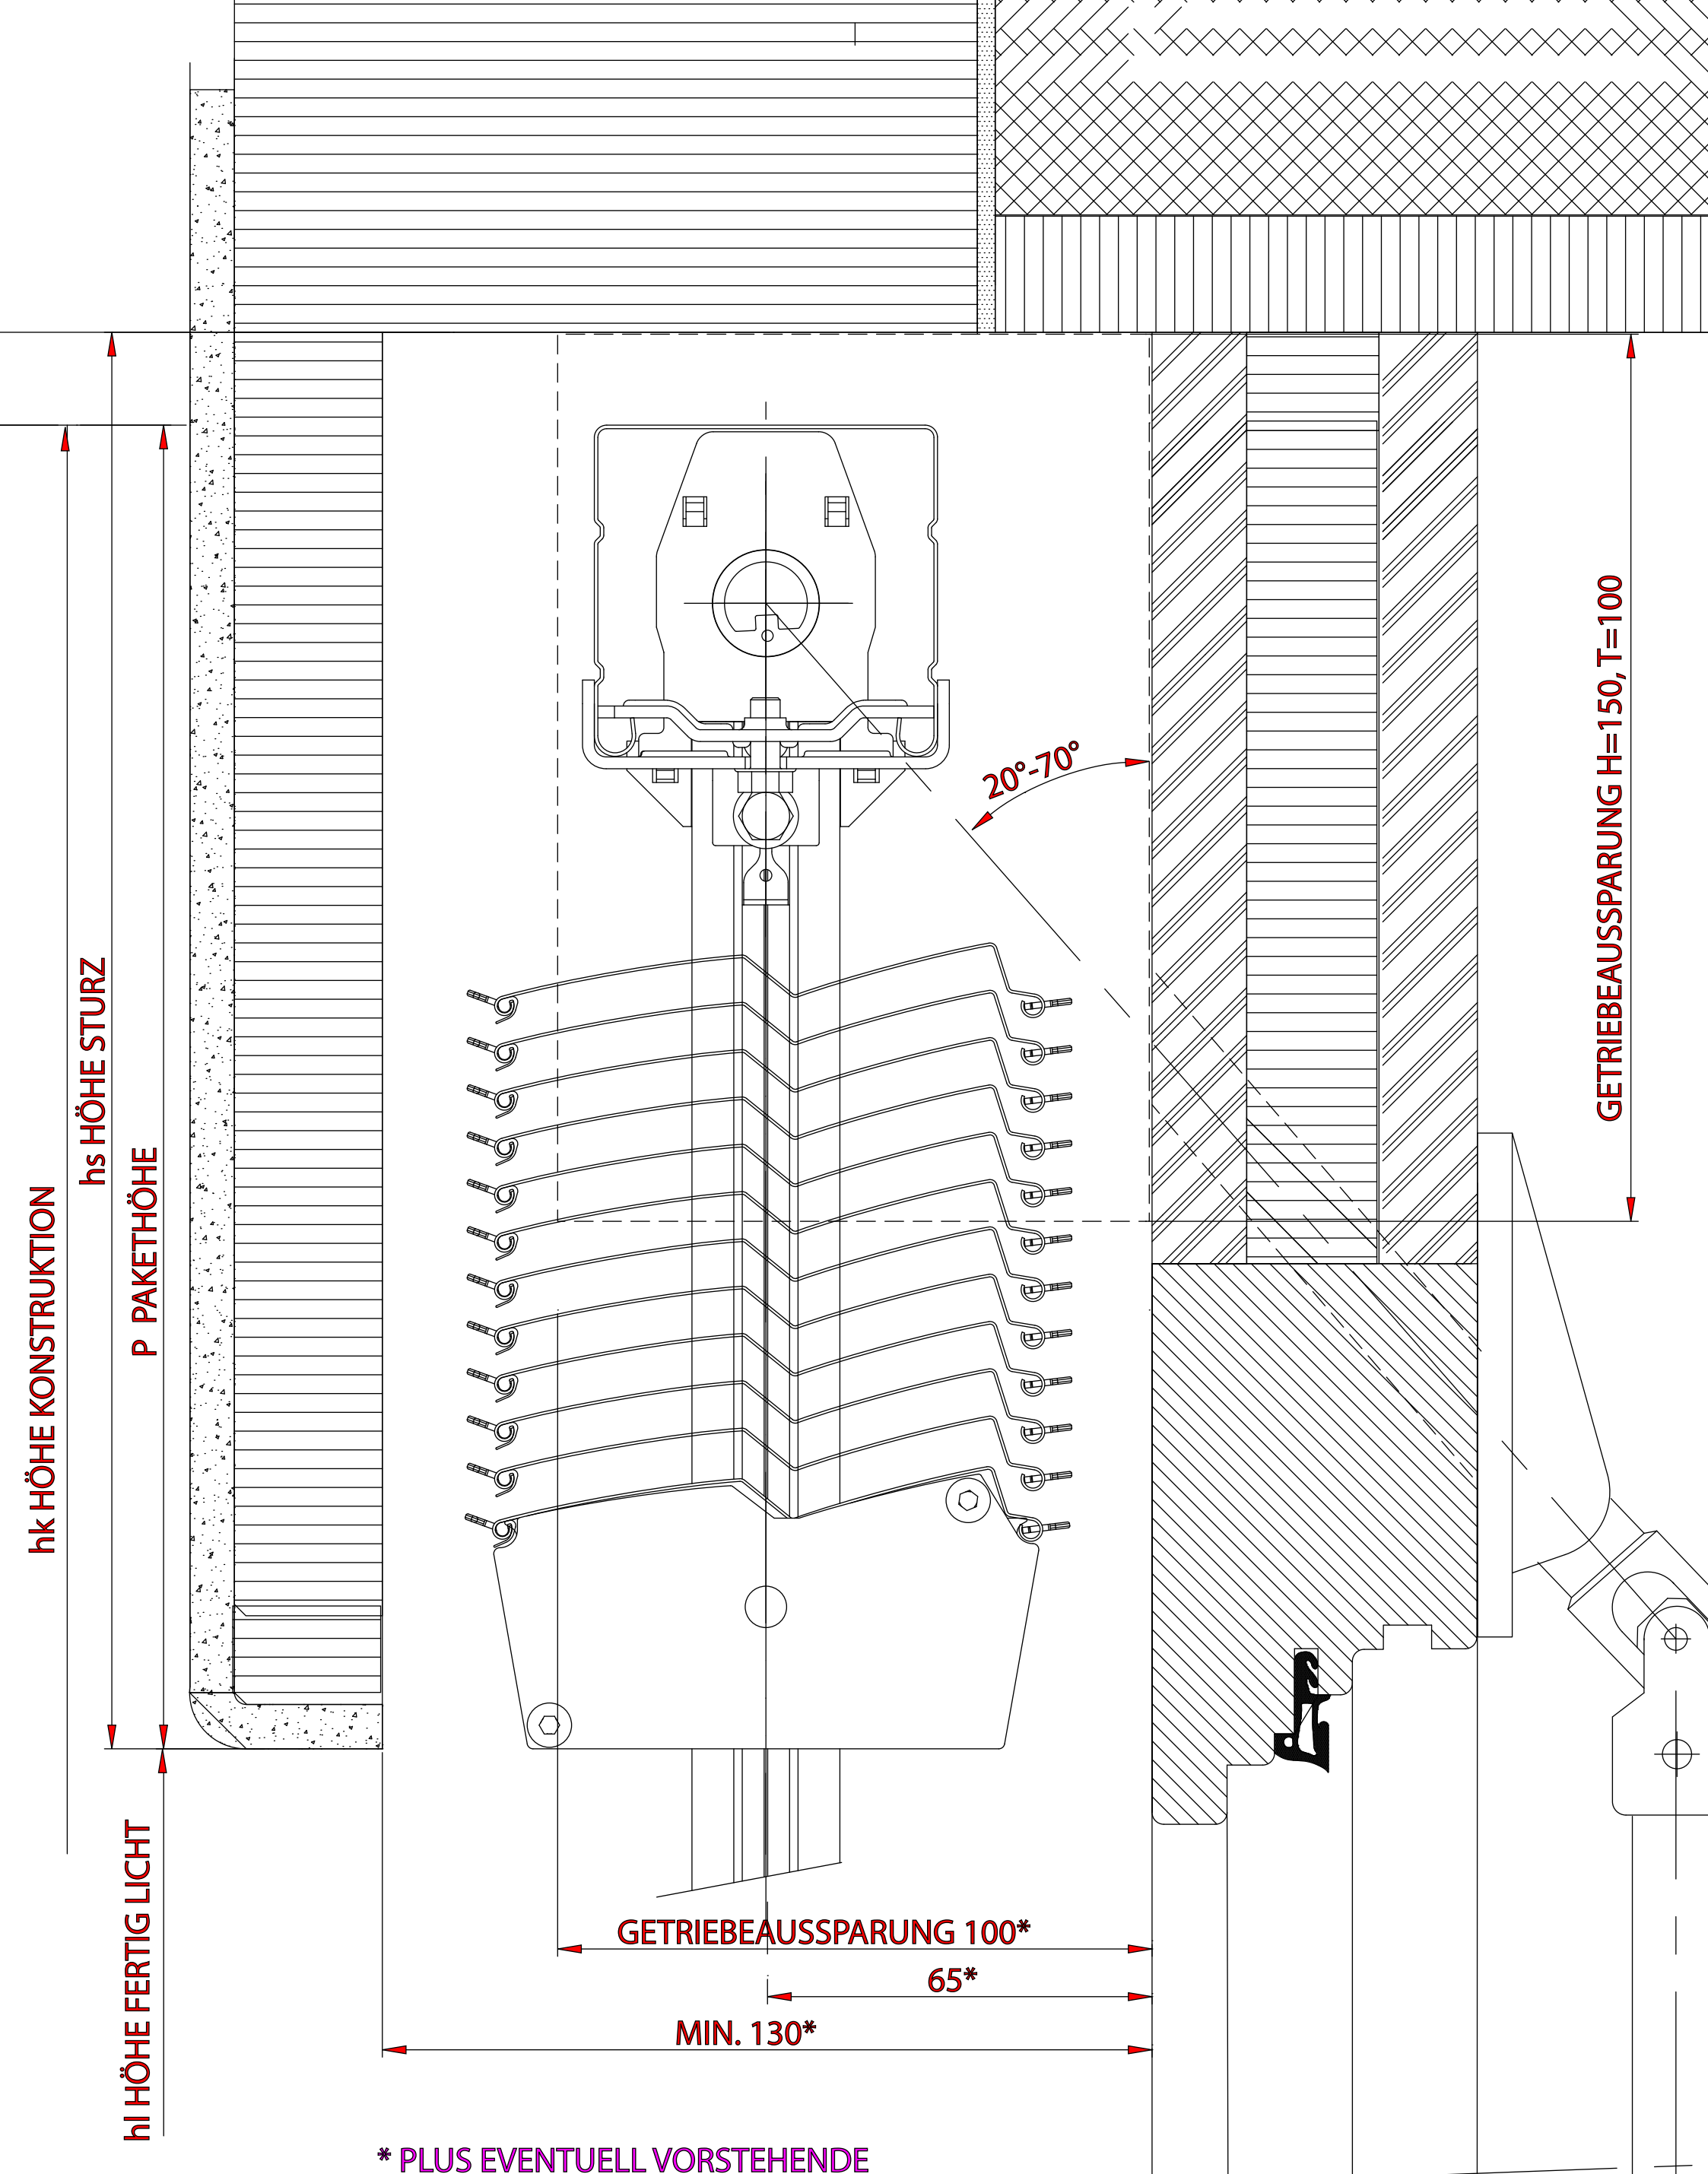 20°-70°
GETRIEBEAUSSPARUNG H=150, T=100
hs HÖHE STURZ
P PAKETHÖHE
hk HÖHE KONSTRUKTION
hl HÖHE FERTIG LICHT
GETRIEBEAUSSPARUNG 100*
65*
MIN. 130*
* PLUS EVENTUELL VORSTEHENDE